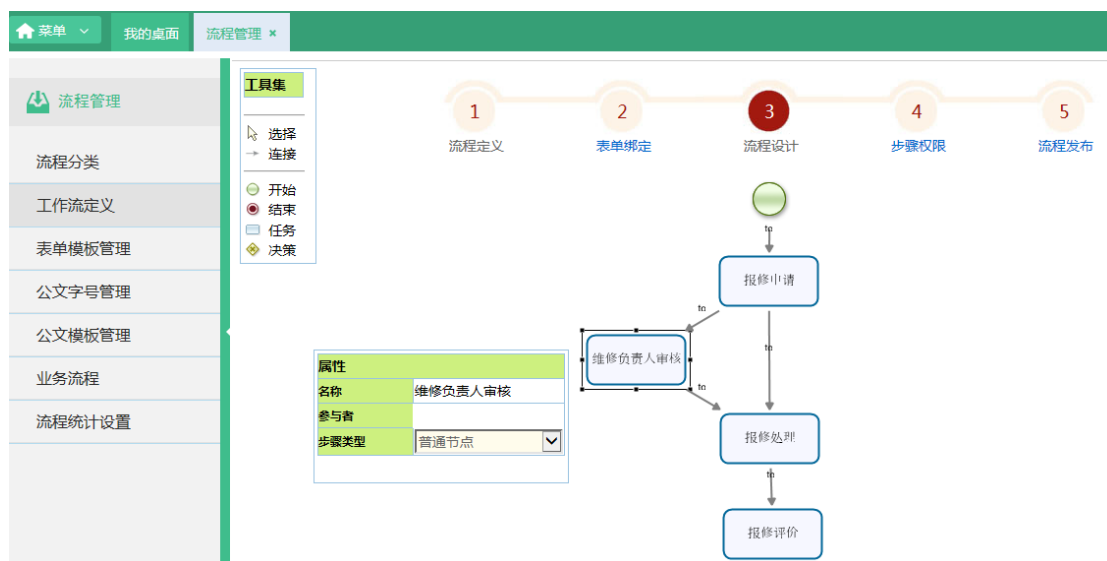 菜单
我的桌面
流程管理 ×
流程管理
流程分类
工作流定义
表单模板管理
公文字号管理
公文模板管理
业务流程
流程统计设置
工具集
选择
连接
开始
结束
任务
决策
1
流程定义
2
表单绑定
3
流程设计
4
步骤权限
5
流程发布
to
报修申请
to
to
维修负责人审核
to
报修处理
to
报修评价
属性
名称 维修负责人审核
参与者
步骤类型 普通节点